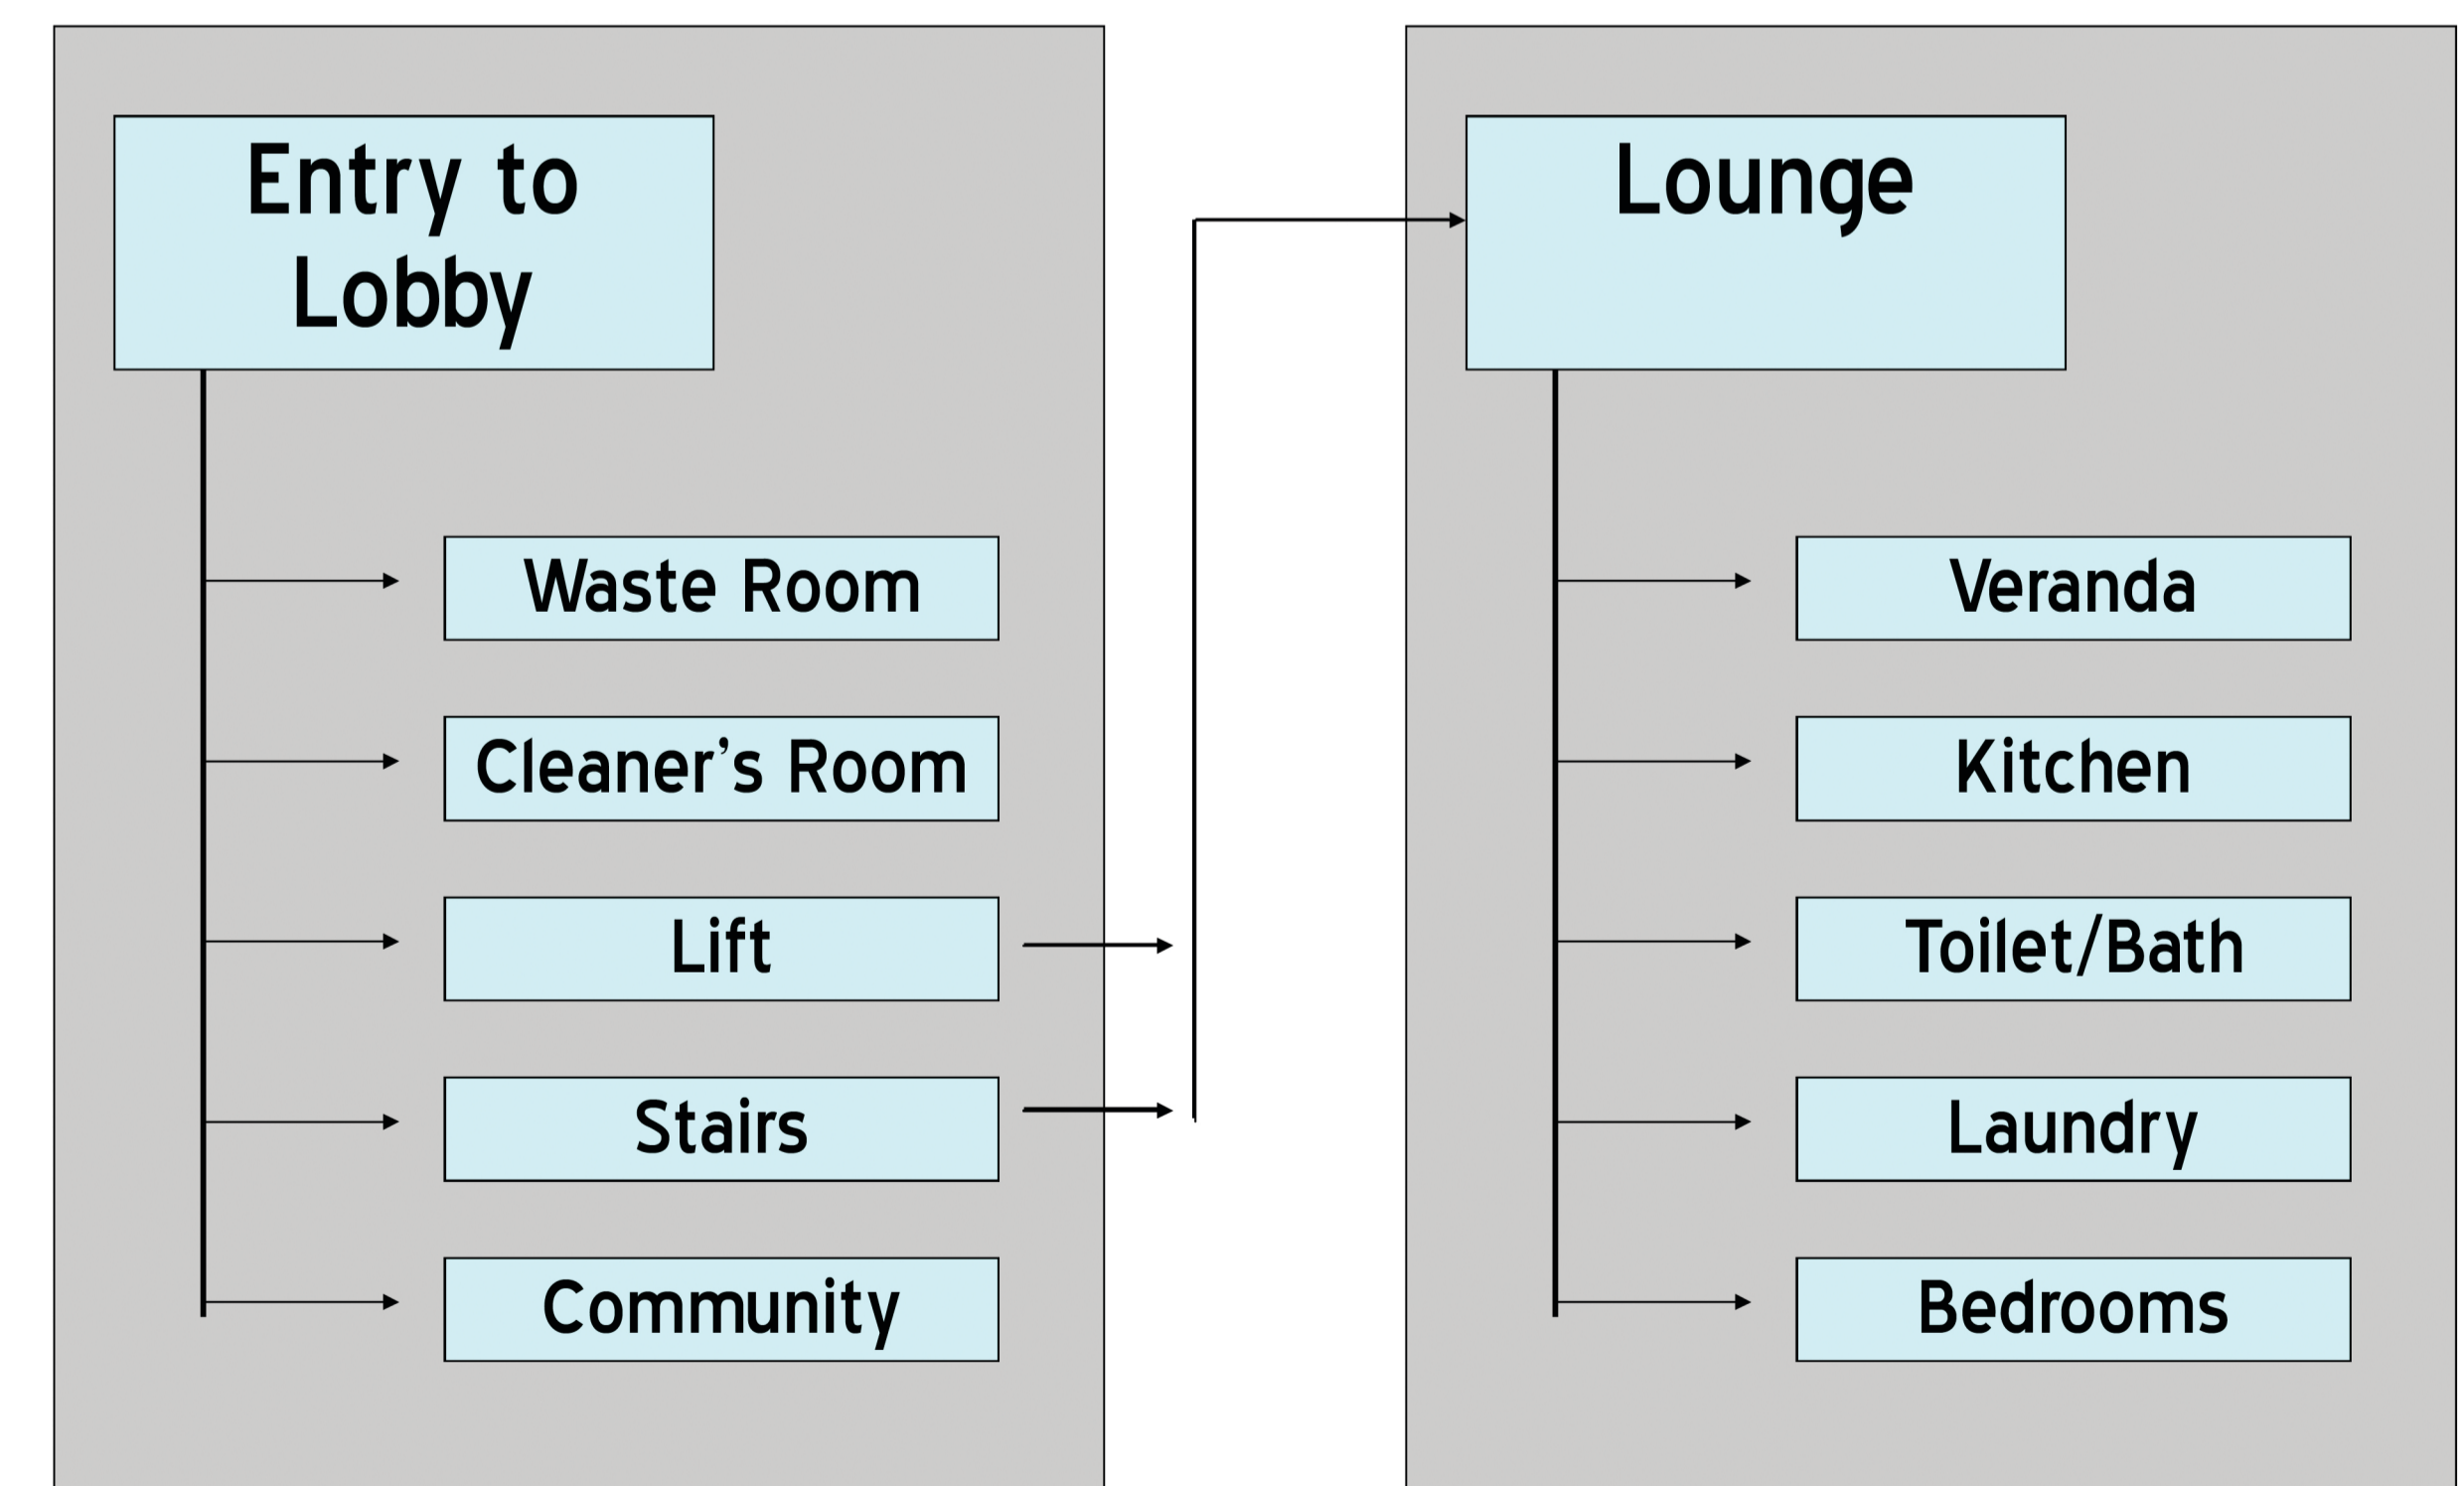 Entry to
Lobby
Waste Room
Cleaner's Room
Lift
Stairs
Community
Lounge
Veranda
Kitchen
Toilet/Bath
Laundry
Bedrooms